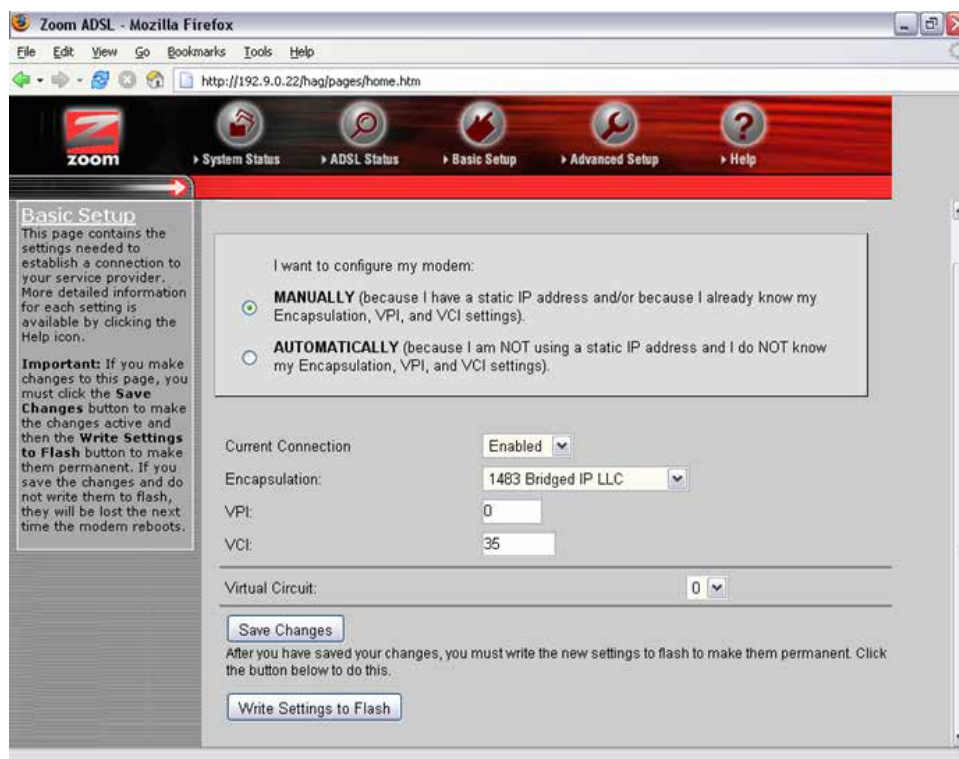 Zoom ADSL - Mozilla Firefox
File Edit View Go Bookmarks Tools Help
http://192.9.0.22/hag/pages/home.htm
zoom
System Status
ADSL Status
Basic Setup
Advanced Setup
Help
Basic Setup
This page contains the
settings needed to
establish a connection to
your service provider.
More detailed information
for each setting is
available by clicking the
Help icon.
Important: If you make
changes to this page, you
must click the Save
Changes button to make
the changes active and
then the Write Settings
to Flash button to make
them permanent. If you
save the changes and do
not write them to flash,
they will be lost the next
time the modem reboots.
I want to configure my modem:
MANUALLY (because I have a static IP address and/or because I already know my
Encapsulation, VPI, and VCI settings).
AUTOMATICALLY (because I am NOT using a static IP address and I do NOT know
my Encapsulation, VPI, and VCI settings).
Current Connection Enabled
Encapsulation: 1483 Bridged IP LLC
VPI: 0
VCI: 35
Virtual Circuit: 0
Save Changes
After you have saved your changes, you must write the new settings to flash to make them permanent. Click
the button below to do this.
Write Settings to Flash